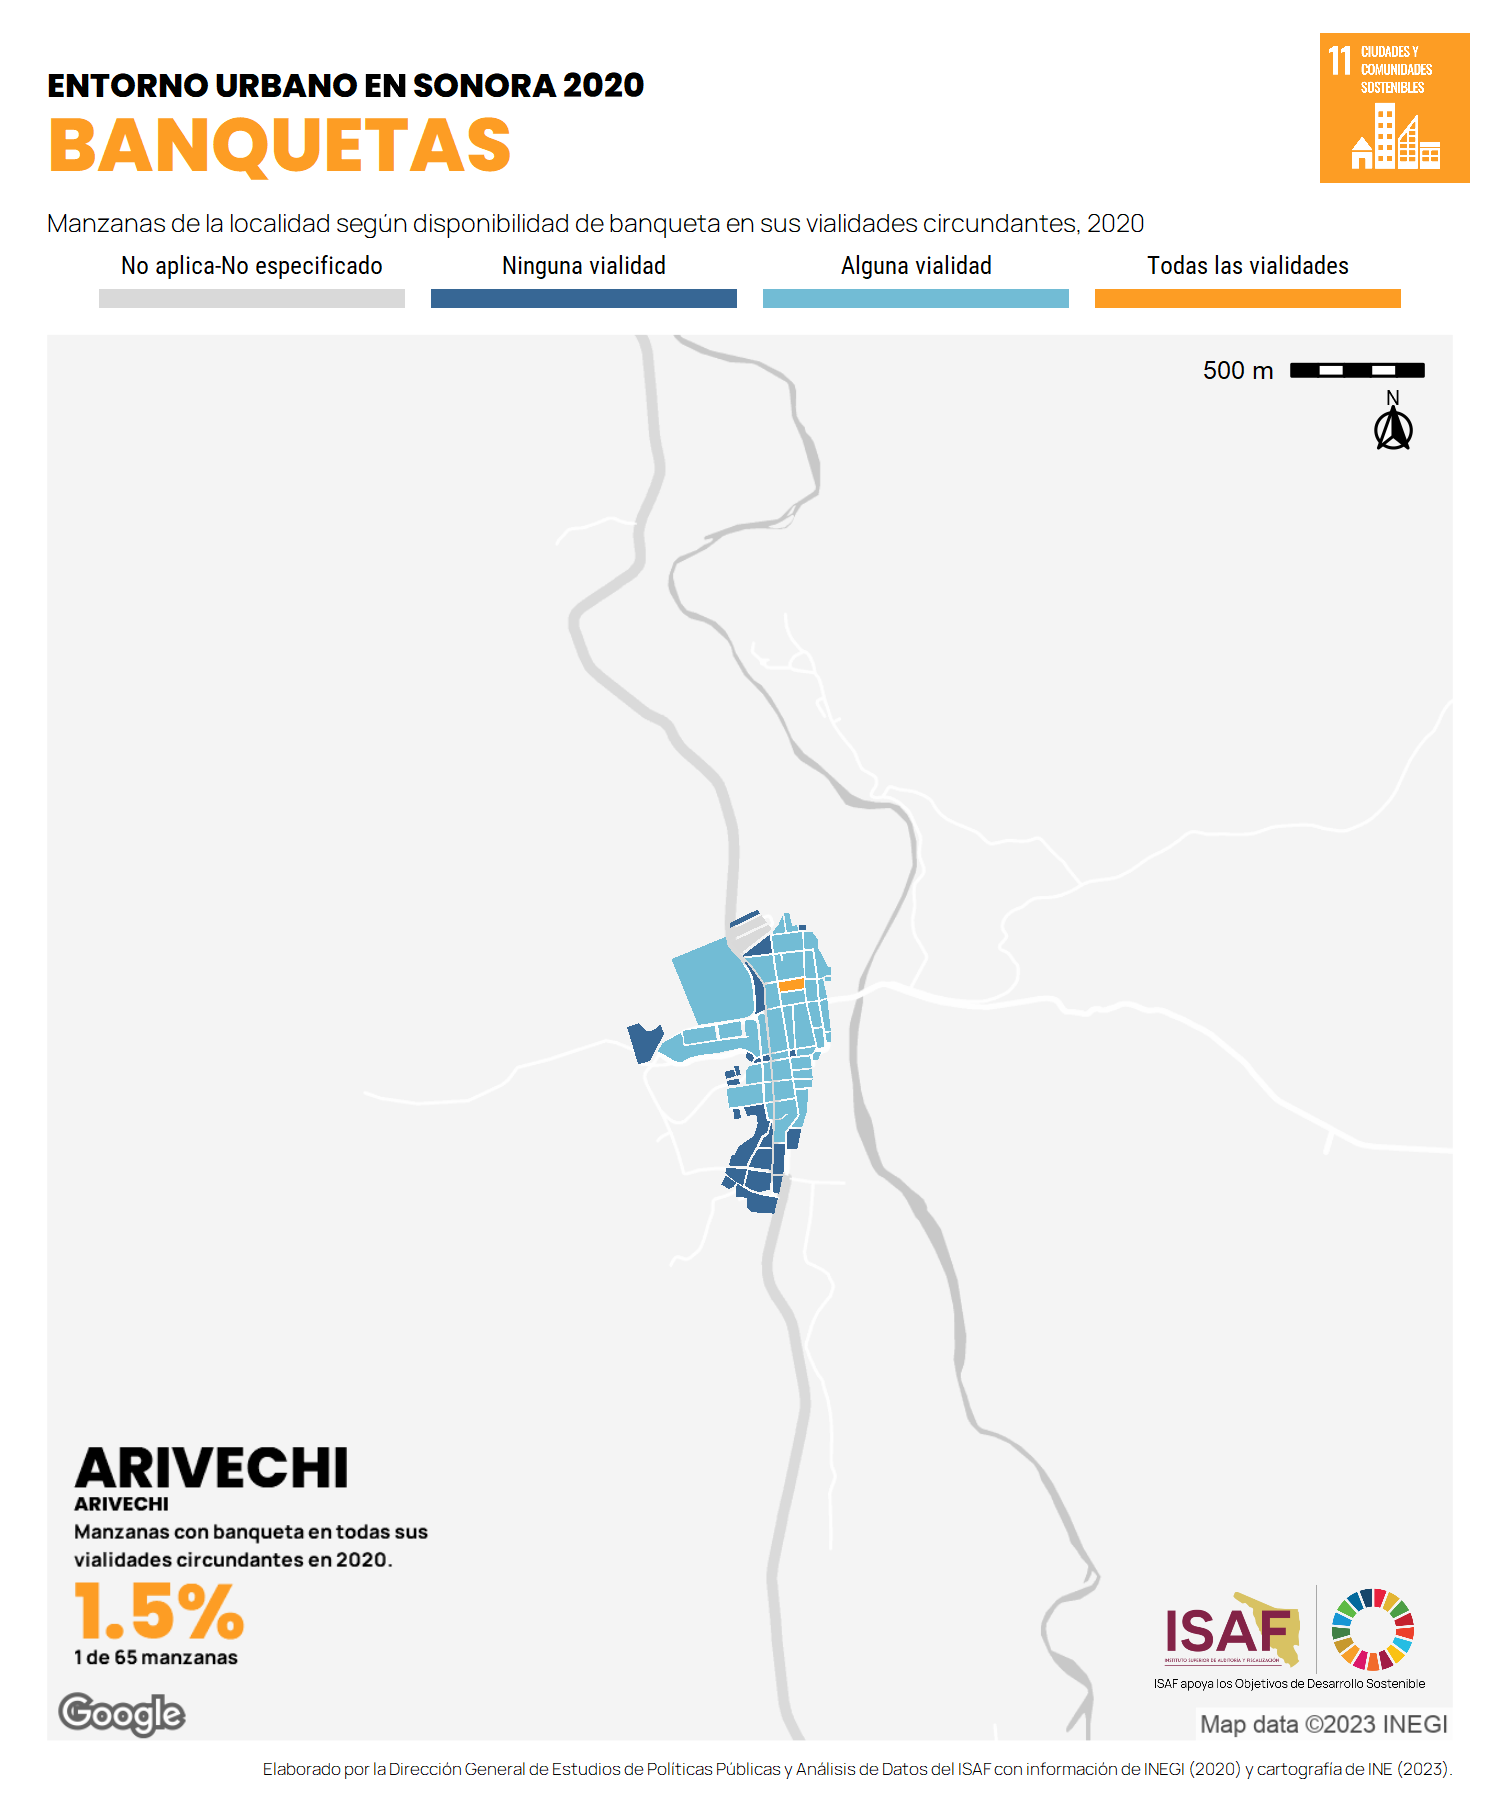 ENTORNO URBANO EN SONORA 2020
BANQUETAS
11 CIUDADES Y
COMUNIDADES
SOSTENIBLES
Manzanas de la localidad según disponibilidad de banqueta en sus vialidades circundantes, 2020
No aplica-No especificado
Ninguna vialidad
Alguna vialidad
Todas las vialidades
500 m
N
ARIVECHI
ARIVECHI
Manzanas con banqueta en todas sus
vialidades circundantes en 2020.
1.5%
1 de 65 manzanas
ISAF
INSTITUTO SUPERIOR DE AUDITORÍA Y FISCALIZACIÓN
ISAF apoya los Objetivos de Desarrollo Sostenible
Google
Map data ©2023 INEGI
Elaborado por la Dirección General de Estudios de Políticas Públicas y Análisis de Datos del ISAF con información de INEGI (2020) y cartografía de INE (2023).